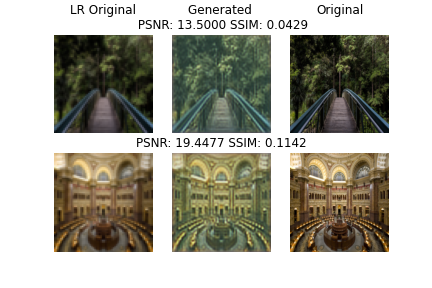 LR Original Generated Original
PSNR: 13.5000 SSIM: 0.0429
PSNR: 19.4477 SSIM: 0.1142